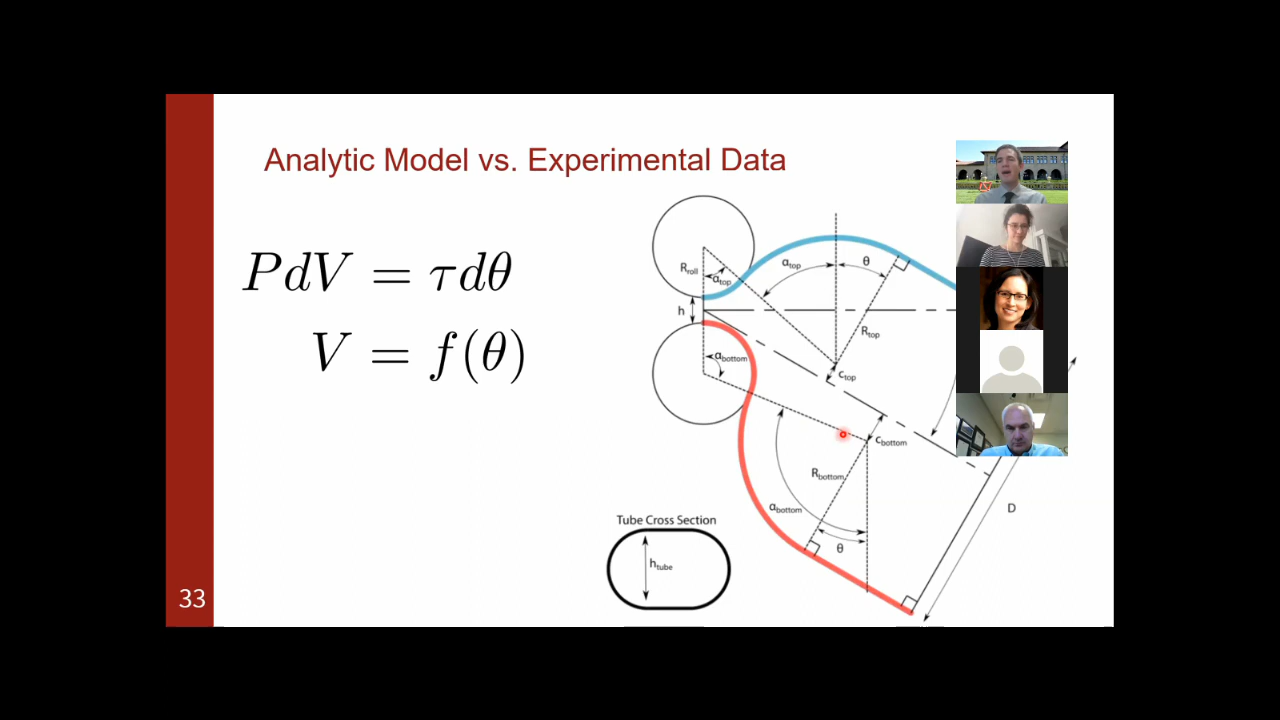 Analytic Model vs. Experimental Data
PdV = τdθ
V = f(θ)
R_roll
α_top
α_top
θ
h
R_top
α_bottom
c_top
c_bottom
R_bottom
α_bottom
D
θ
Tube Cross Section
h_tube
33